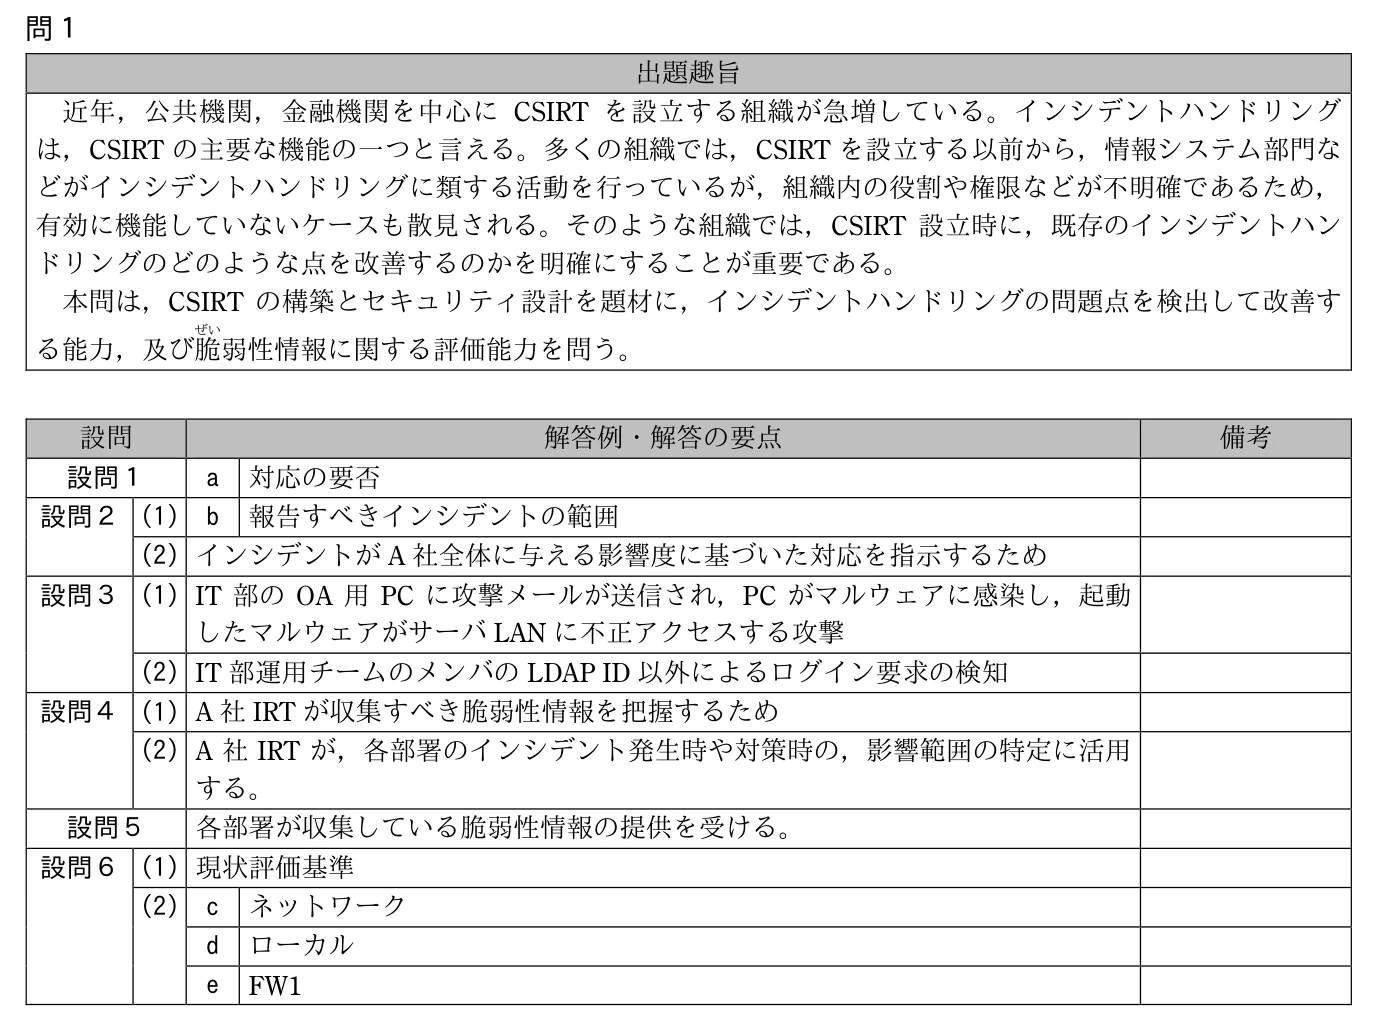 問1
出題趣旨
近年，公共機関，金融機関を中心に CSIRT を設立する組織が急増している。インシデントハンドリング
は，CSIRT の主要な機能の一つと言える。多くの組織では，CSIRT を設立する以前から，情報システム部門な
どがインシデントハンドリングに類する活動を行っているが，組織内の役割や権限などが不明確であるため，
有効に機能していないケースも散見される。そのような組織では，CSIRT 設立時に，既存のインシデントハン
ドリングのどのような点を改善するのかを明確にすることが重要である。
本問は，CSIRT の構築とセキュリティ設計を題材に，インシデントハンドリングの問題点を検出して改善す
ぜい
る能力，及び脆弱性情報に関する評価能力を問う。
設問 解答例・解答の要点 備考
設問1 a 対応の要否
設問2 (1) b 報告すべきインシデントの範囲
(2) インシデントが A 社全体に与える影響度に基づいた対応を指示するため
設問3 (1) IT 部の OA 用 PC に攻撃メールが送信され，PC がマルウェアに感染し，起動
したマルウェアがサーバ LAN に不正アクセスする攻撃
(2) IT 部運用チームのメンバの LDAP ID 以外によるログイン要求の検知
設問4 (1) A 社 IRT が収集すべき脆弱性情報を把握するため
(2) A 社 IRT が，各部署のインシデント発生時や対策時の，影響範囲の特定に活用
する。
設問5 各部署が収集している脆弱性情報の提供を受ける。
設問6 (1) 現状評価基準
(2) c ネットワーク
d ローカル
e FW1